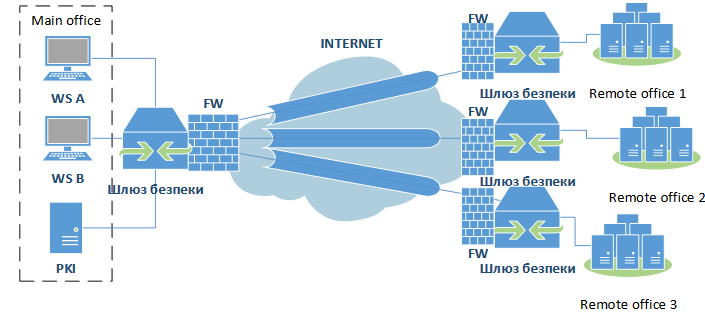 Main office
WS A
WS B
PKI
Шлюз безпеки
FW
INTERNET
FW
Шлюз безпеки
Remote office 1
FW
Шлюз безпеки
Remote office 2
FW
Шлюз безпеки
Remote office 3